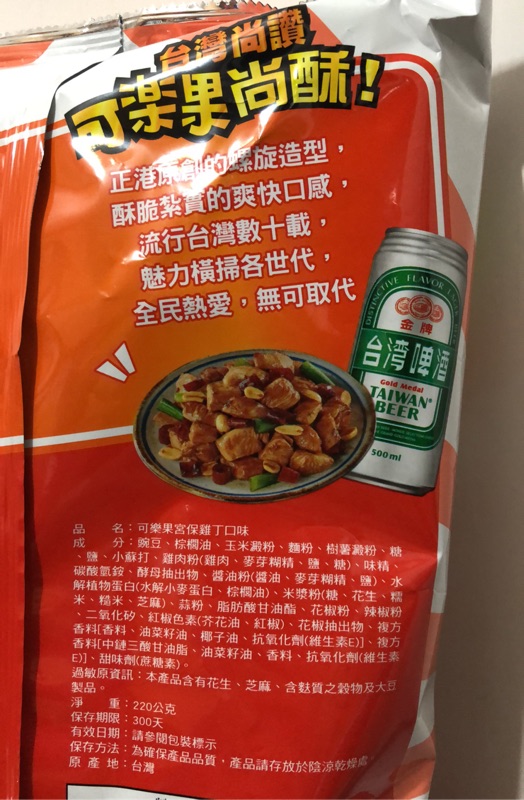 台灣尚讚
可樂果尚酥！
正港原創的螺旋造型，
酥脆紮實的爽快口感，
流行台灣數十載，
魅力橫掃各世代，
全民熱愛，無可取代
DISTINCTIVE FLAVOR
金牌
台湾啤酒
Gold Medal
TAIWAN
BEER
500ml
品　　名：可樂果宮保雞丁口味
成　　分：豌豆、棕櫚油、玉米澱粉、麵粉、樹薯澱粉、糖
、鹽、小蘇打、雞肉粉(雞肉、麥芽糊精、鹽、糖)、味精、
碳酸氫銨、酵母抽出物、醬油粉(醬油、麥芽糊精、鹽)、水
解植物蛋白(水解小麥蛋白、棕櫚油)、米漿粉(糖、花生、糯
米、糙米、芝麻)、蒜粉、脂肪酸甘油酯、花椒粉、辣椒粉
、二氧化矽、紅椒色素(芥花油、紅椒)、花椒抽出物、複方
香料[香料、油菜籽油、椰子油、抗氧化劑(維生素E)]、複方
香料[中鏈三酸甘油脂、油菜籽油、香料、抗氧化劑(維生素
E)]、甜味劑(蔗糖素)。
過敏原資訊：本產品含有花生、芝麻、含麩質之穀物及大豆
製品。
淨　　重：220公克
保存期限：300天
有效日期：請參閱包裝標示
保存方法：為確保產品品質，產品請存放於陰涼乾燥處。
原 產 地：台灣